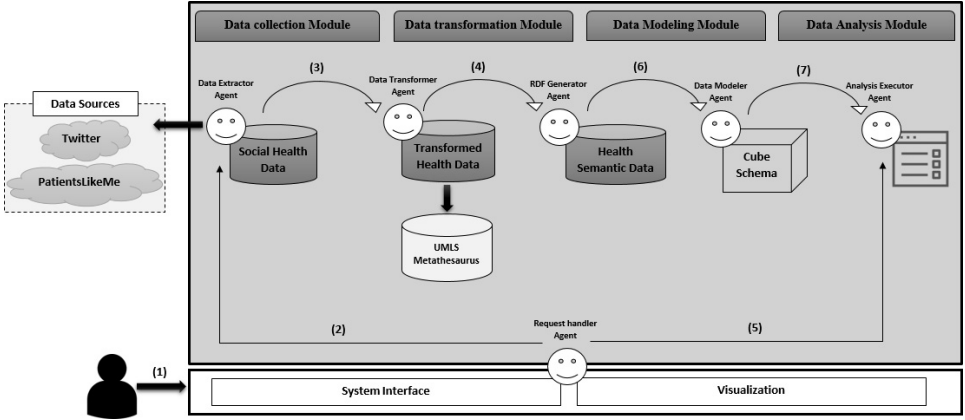 Data collection Module
Data transformation Module
Data Modeling Module
Data Analysis Module
(3)
(4)
(6)
(7)
Data Extractor
Agent
Data Transformer
Agent
RDF Generator
Agent
Data Modeler
Agent
Analysis Executor
Agent
Data Sources
Twitter
PatientsLikeMe
Social Health
Data
Transformed
Health Data
Health
Semantic Data
Cube
Schema
UMLS
Metathesaurus
(2)
Request handler
Agent
(5)
(1)
System Interface
Visualization